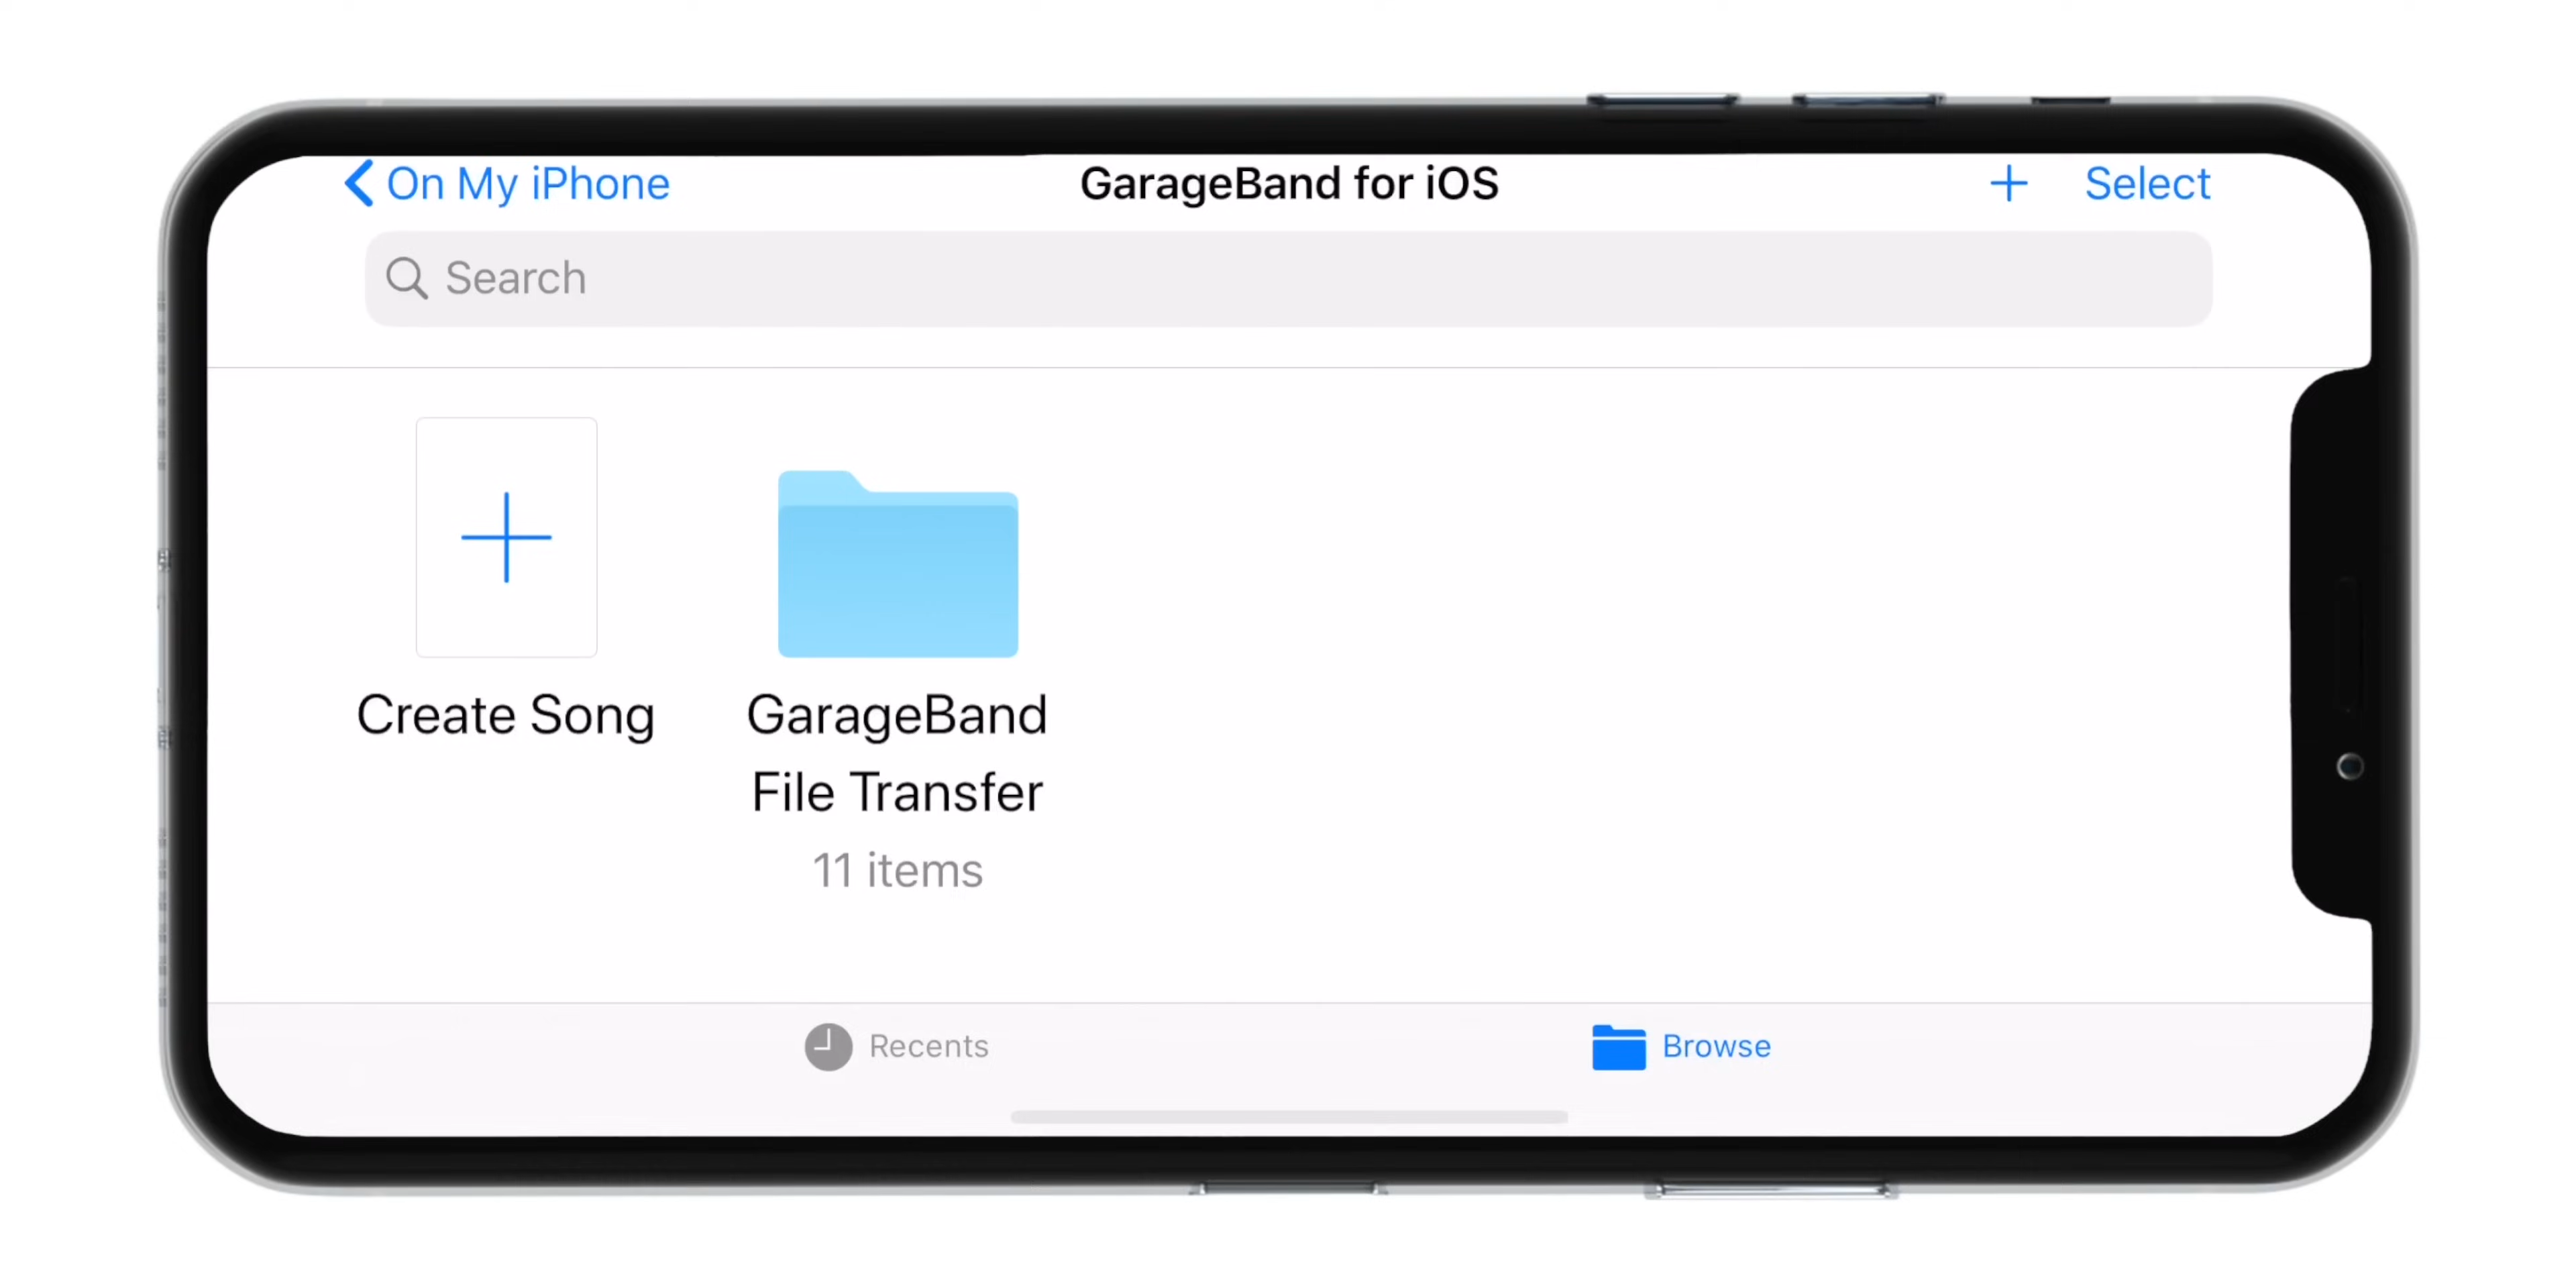 On My iPhone
GarageBand for iOS
Select
Search
Create Song
GarageBand
File Transfer
11 items
Recents
Browse